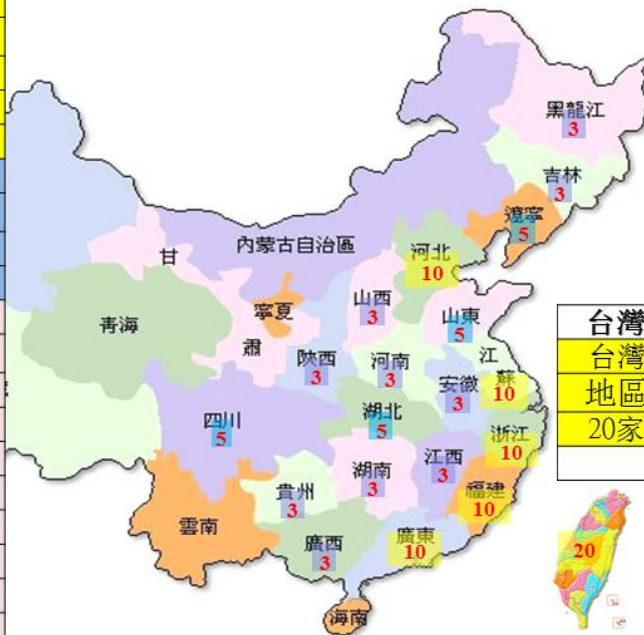 黑龍江
3
吉林
3
遼寧
5
內蒙古自治區
河北
10
甘
寧夏
山西
3
山東
5
青海
肅
陝西
3
河南
3
江
蘇
10
安徽
3
四川
5
湖北
5
浙江
10
湖南
3
江西
3
貴州
3
福建
10
雲南
廣西
3
廣東
10
海南
台灣
台灣
地區
20家
20